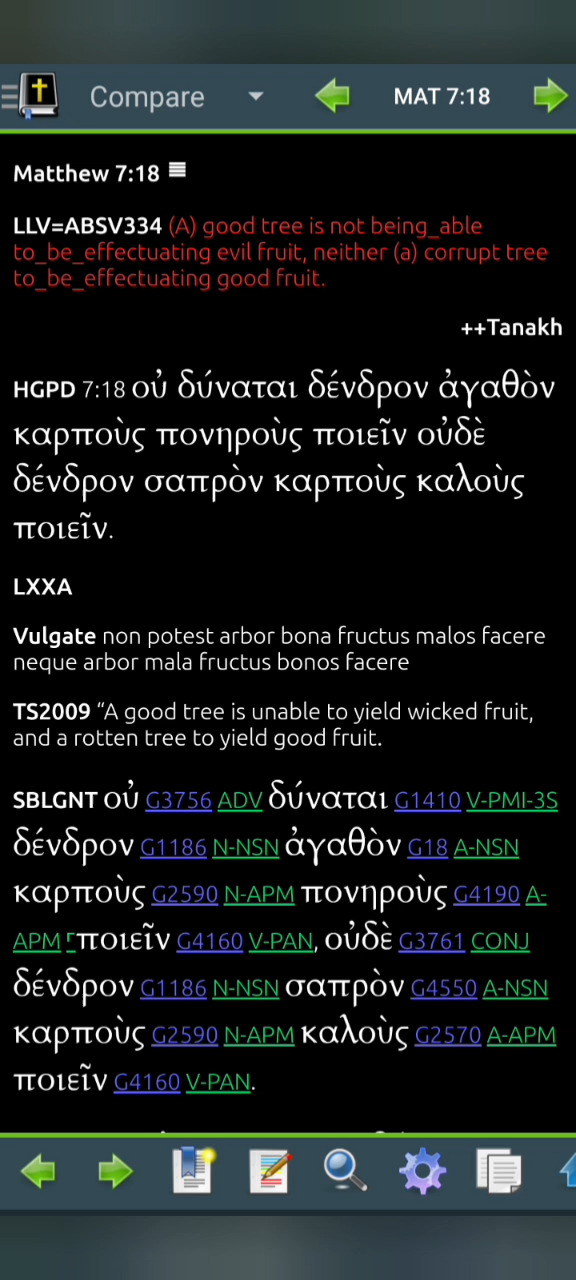 Compare
MAT 7:18
Matthew 7:18
LLV=ABSV334 (A) good tree is not being_able
to_be_effectuating evil fruit, neither (a) corrupt tree
to_be_effectuating good fruit.
++Tanakh
HGPD 7:18 οὐ δύναται δένδρον ἀγαθὸν
καρποὺς πονηροὺς ποιεῖν οὐδὲ
δένδρον σαπρὸν καρποὺς καλοὺς
ποιεῖν.
LXXA
Vulgate non potest arbor bona fructus malos facere
neque arbor mala fructus bonos facere
TS2009 “A good tree is unable to yield wicked fruit,
and a rotten tree to yield good fruit.
SBLGNT οὐ G3756 ADV δύναται G1410 V-PMI-3S
δένδρον G1186 N-NSN ἀγαθὸν G18 A-NSN
καρποὺς G2590 N-APM πονηροὺς G4190 A-
APM ⸀ποιεῖν G4160 V-PAN, οὐδὲ G3761 CONJ
δένδρον G1186 N-NSN σαπρὸν G4550 A-NSN
καρποὺς G2590 N-APM καλοὺς G2570 A-APM
ποιεῖν G4160 V-PAN.